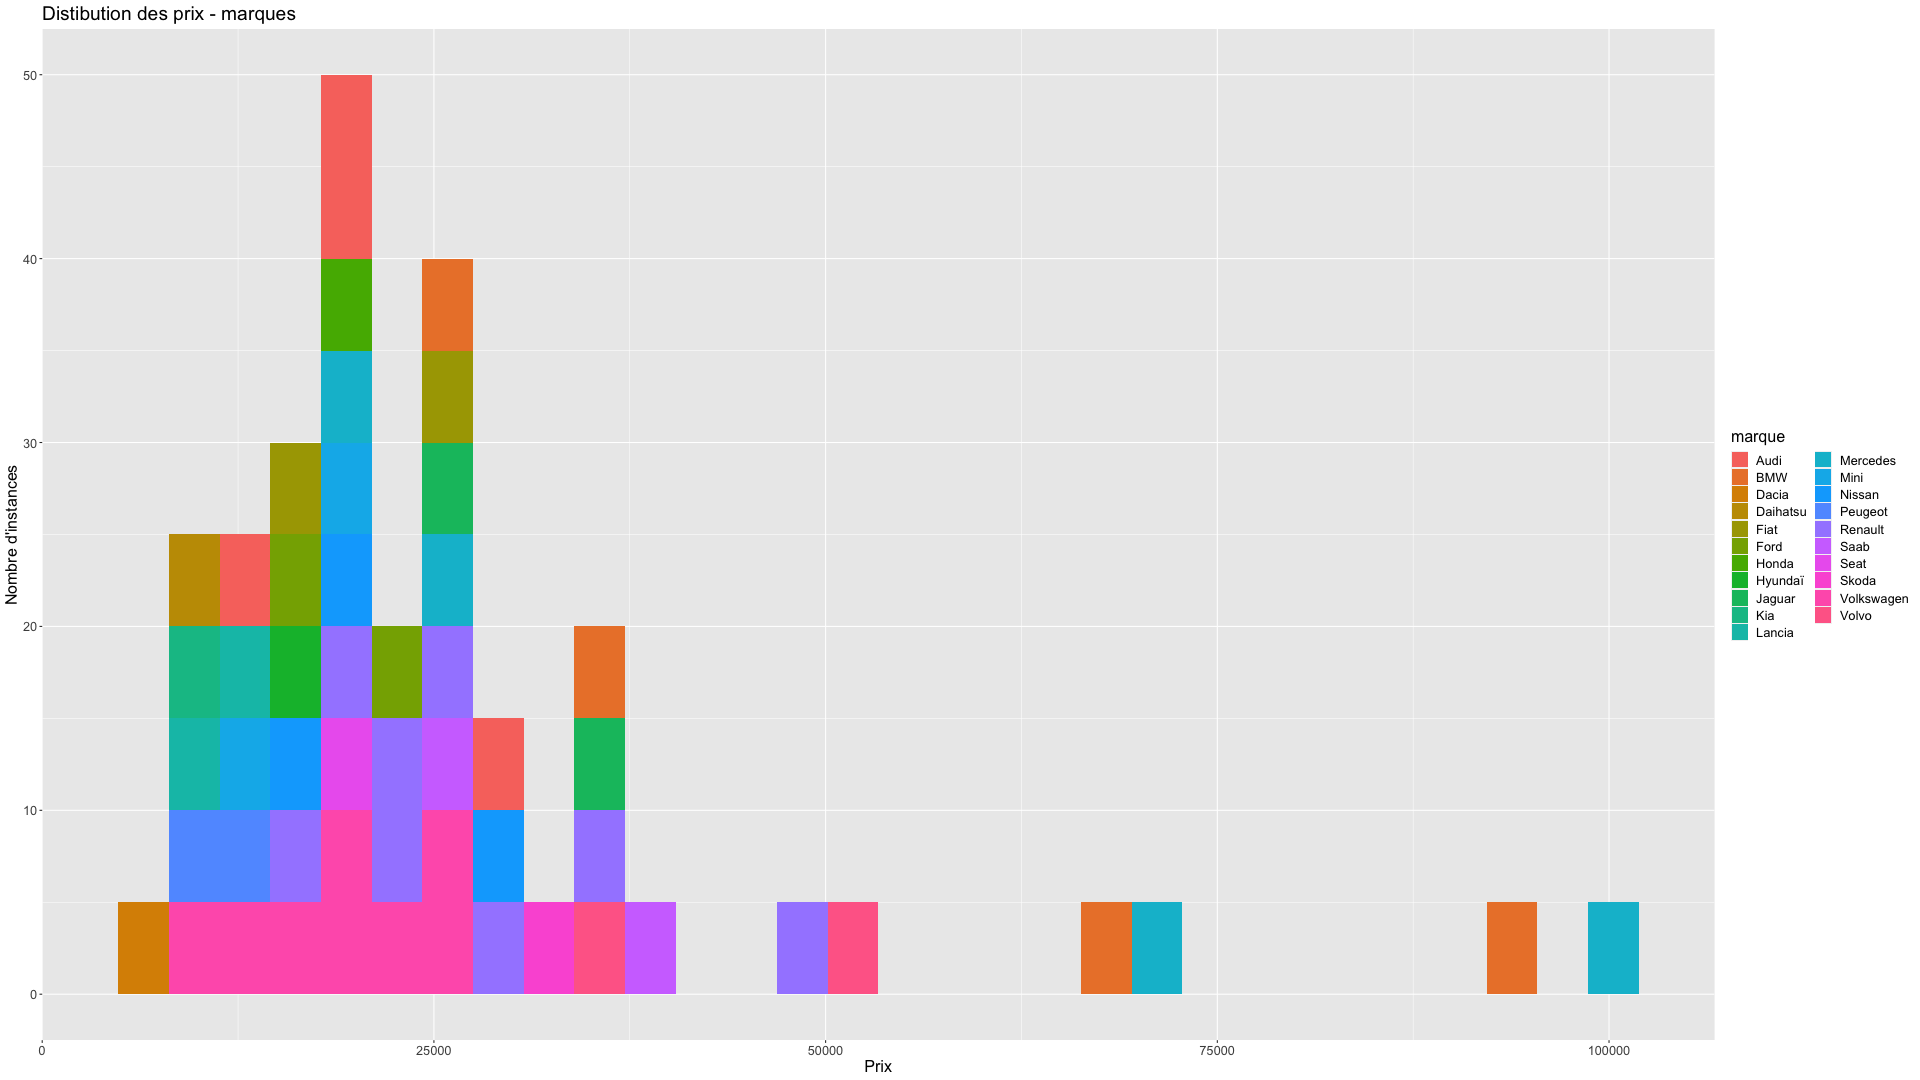 Distibution des prix - marques
50
40
30
20
10
0
Nombre d'instances
0 25000 50000 75000 100000
Prix
marque
Audi Mercedes
BMW Mini
Dacia Nissan
Daihatsu Peugeot
Fiat Renault
Ford Saab
Honda Seat
Hyundaï Skoda
Jaguar Volkswagen
Kia Volvo
Lancia